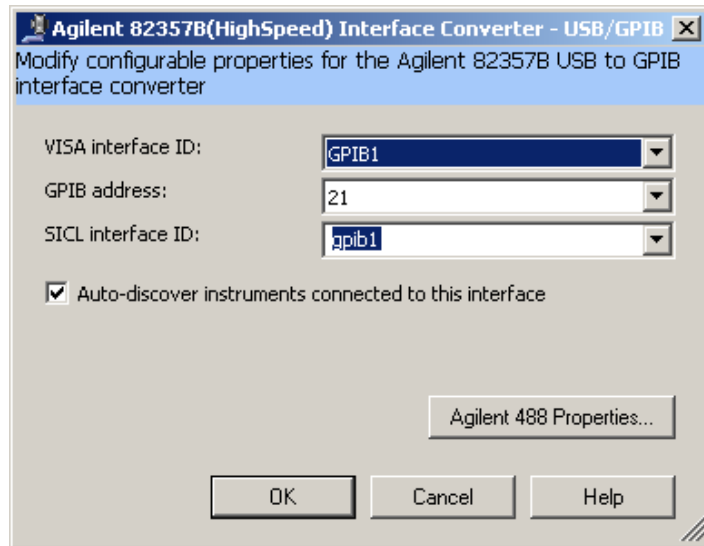 Agilent 82357B(HighSpeed) Interface Converter - USB/GPIB
Modify configurable properties for the Agilent 82357B USB to GPIB
interface converter
VISA interface ID:
GPIB1
GPIB address:
21
SICL interface ID:
gpib1
Auto-discover instruments connected to this interface
Agilent 488 Properties...
OK
Cancel
Help